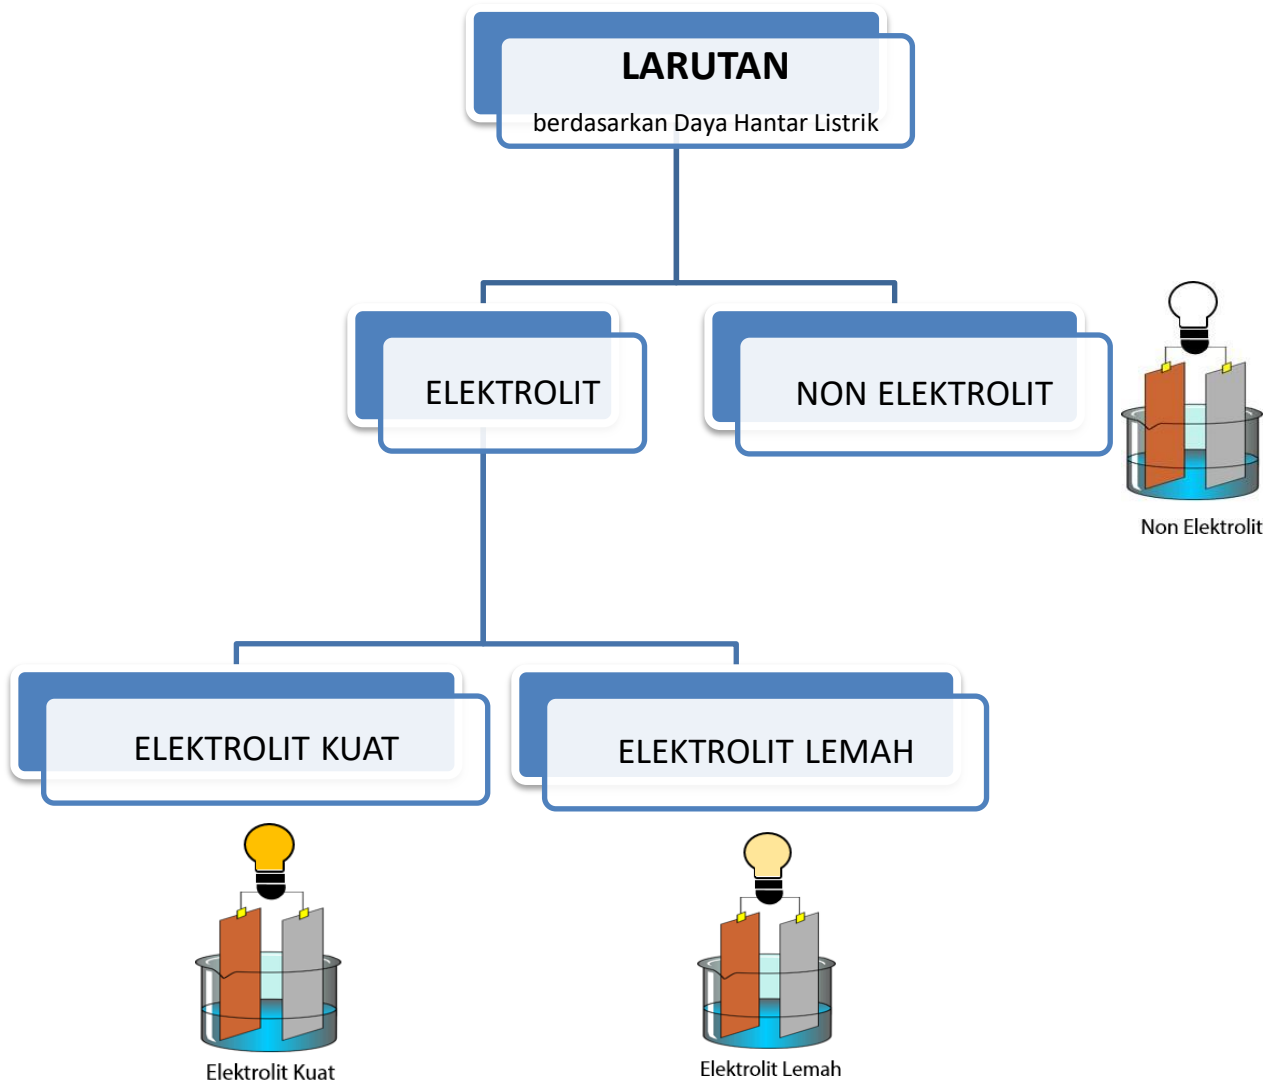 LARUTAN
berdasarkan Daya Hantar Listrik
ELEKTROLIT
NON ELEKTROLIT
Non Elektrolit
ELEKTROLIT KUAT
ELEKTROLIT LEMAH
Elektrolit Kuat
Elektrolit Lemah